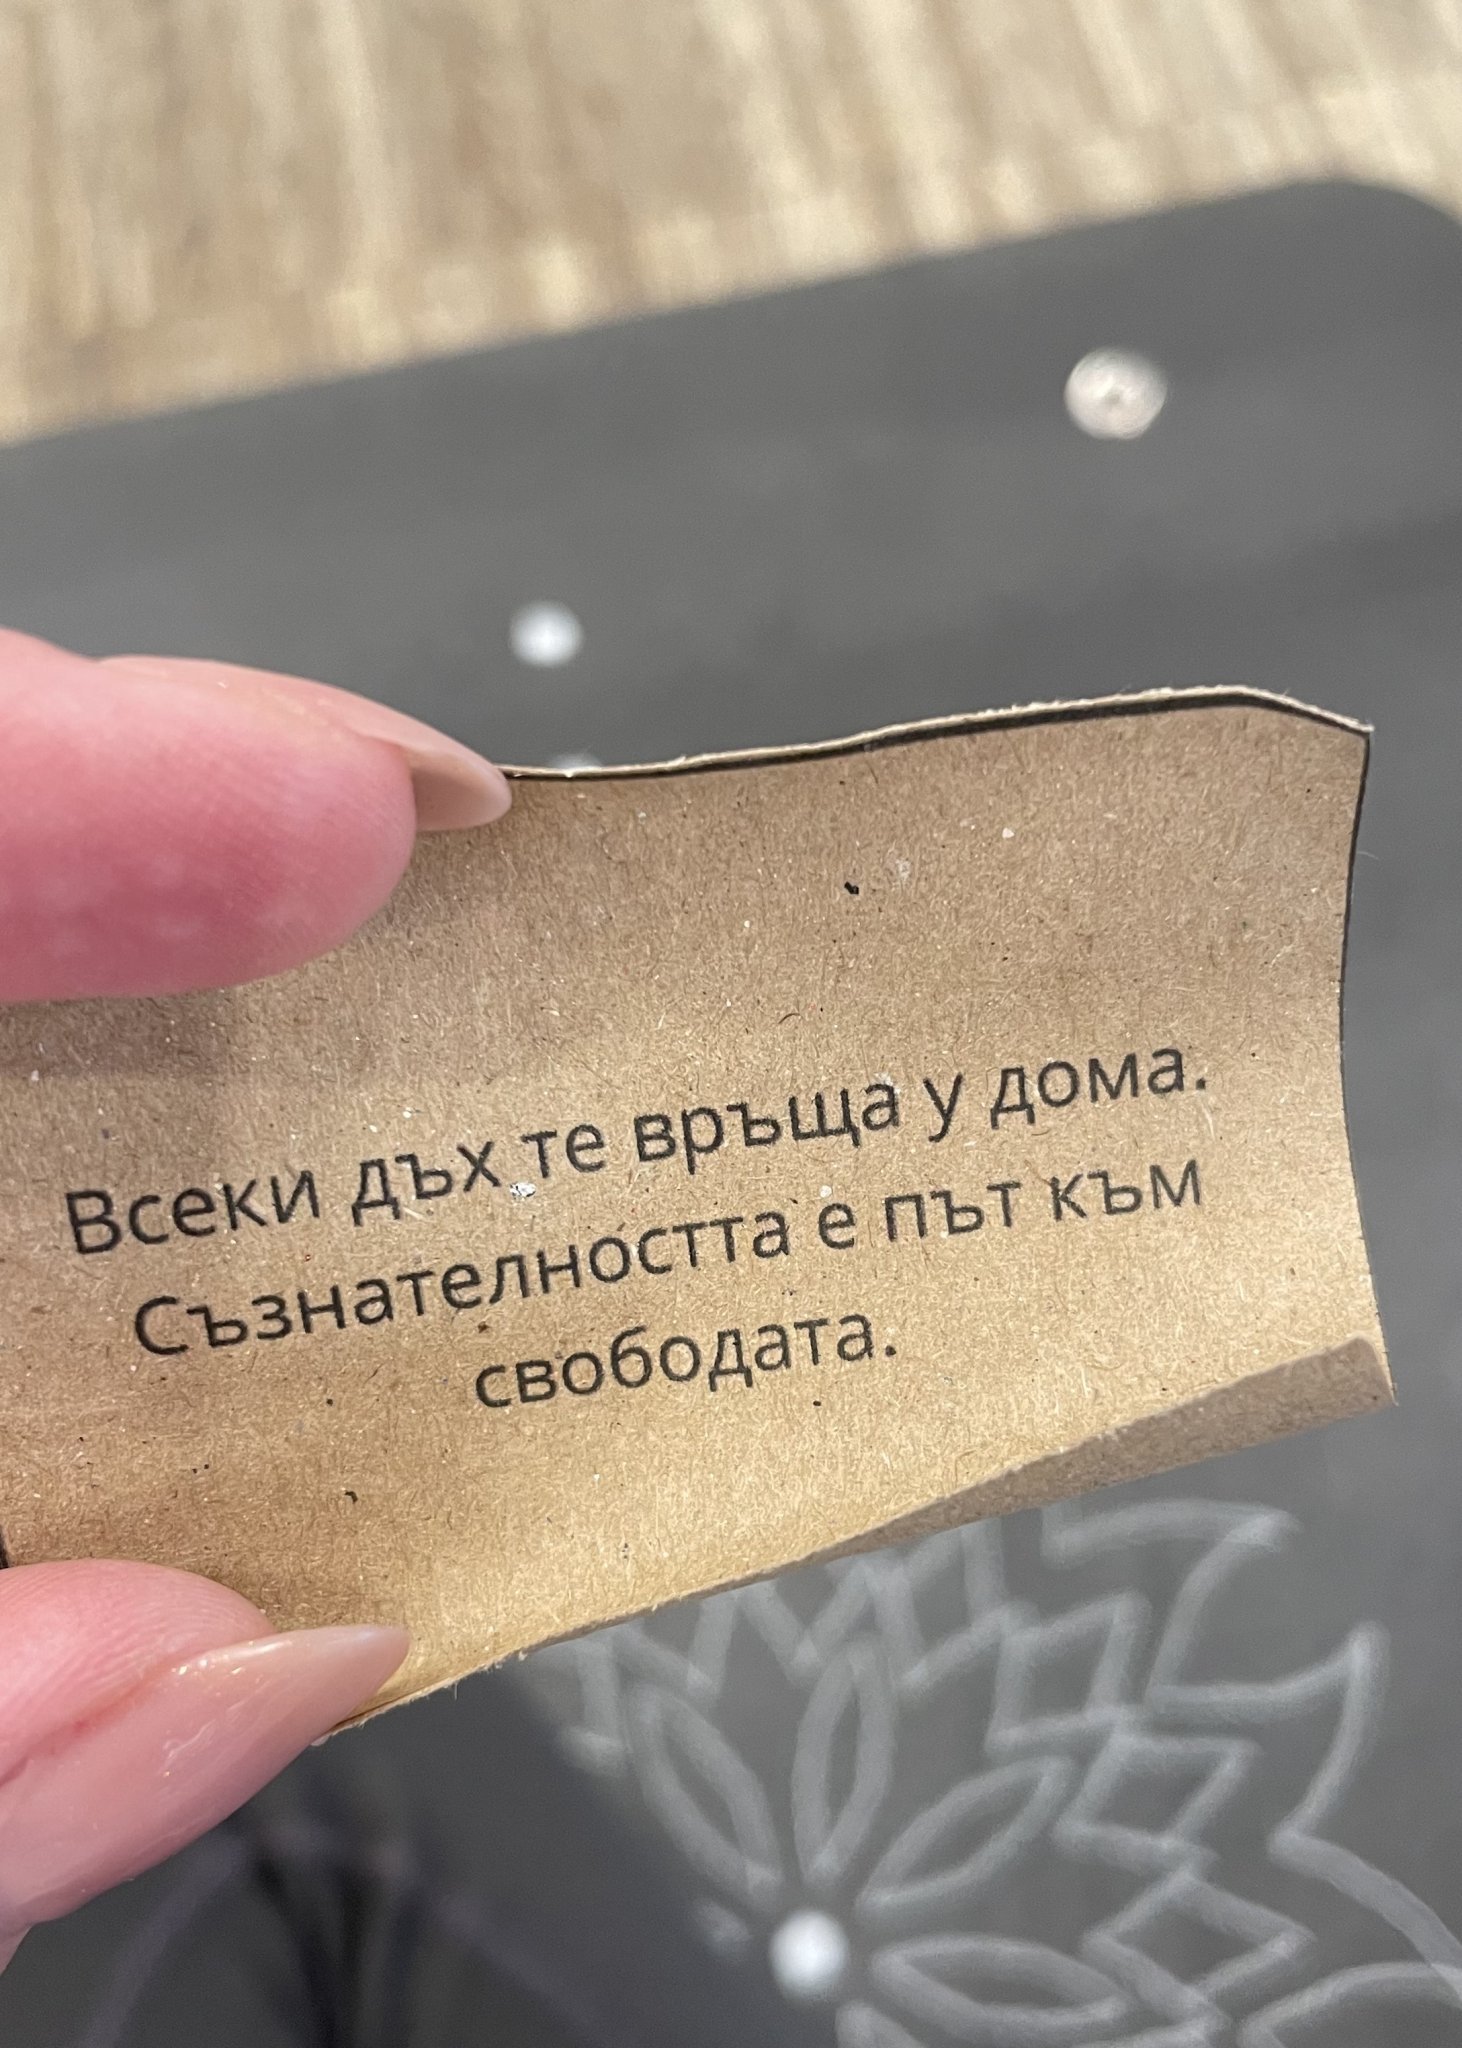 Всеки дъх те връща у дома.
Съзнателността е път към
свободата.